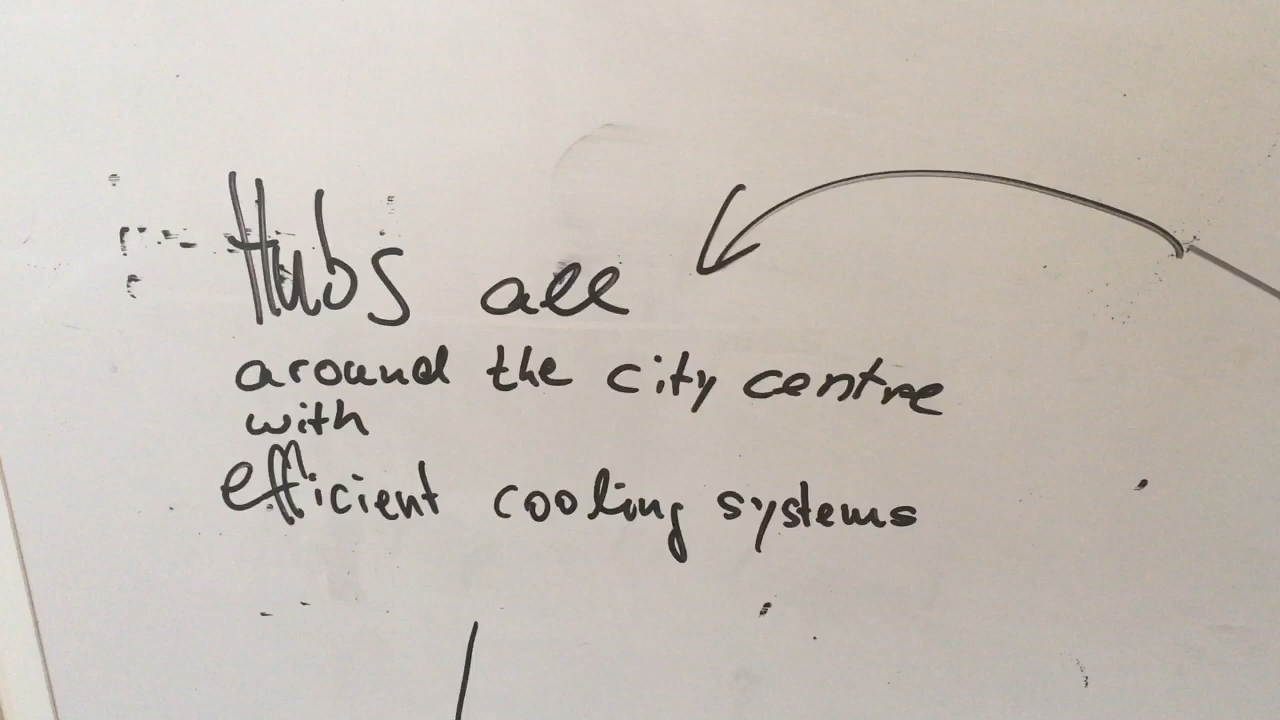 Hubs all
around the city centre
with
efficient cooling systems